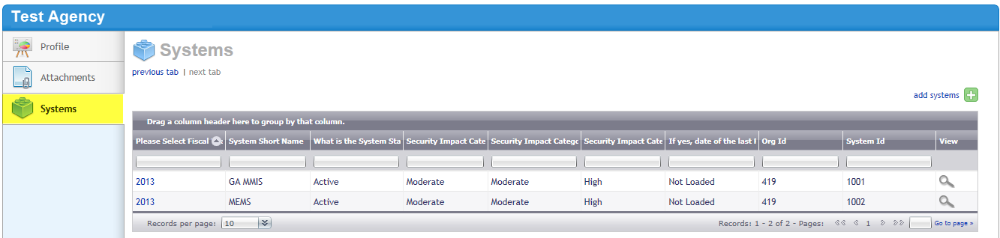 Test Agency
Profile
Attachments
Systems
Systems
previous tab | next tab
add systems
Drag a column header here to group by that column.
Please Select Fiscal System Short Name What is the System Sta Security Impact Cate Security Impact Catego Security Impact Cate If yes, date of the last Org Id System Id View
2013 GA MMIS Active Moderate Moderate High Not Loaded 419 1001
2013 MEMS Active Moderate Moderate High Not Loaded 419 1002
Records per page: 10 Records: 1 - 2 of 2 - Pages: 1 Go to page »